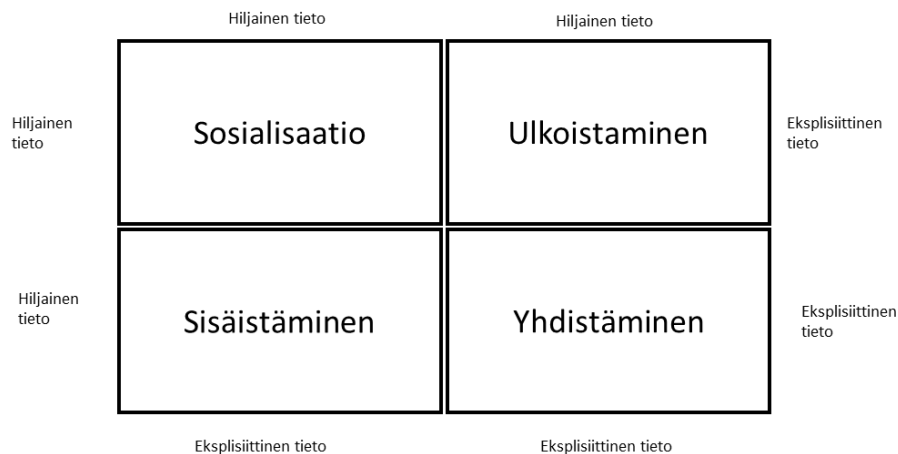 Hiljainen tieto
Hiljainen tieto
Hiljainen
tieto
Sosialisaatio
Ulkoistaminen
Eksplisiittinen
tieto
Hiljainen
tieto
Sisäistäminen
Yhdistäminen
Eksplisiittinen
tieto
Eksplisiittinen tieto
Eksplisiittinen tieto